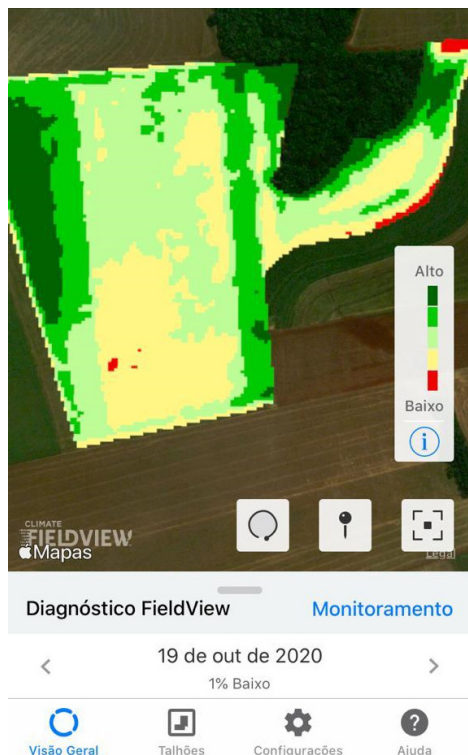 Alto
Baixo
i
CLIMATE
FIELDVIEW
Mapas
Legal
Diagnóstico FieldView
Monitoramento
19 de out de 2020
1% Baixo
Visão Geral
Talhões
Configurações
Ajuda